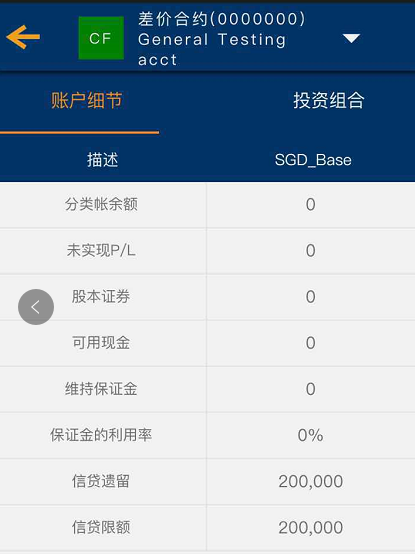 差价合约(0000000)
CF
General Testing
acct
账户细节 投资组合
描述 SGD_Base
分类帐余额 0
未实现P/L 0
股本证券 0
可用现金 0
维持保证金 0
保证金的利用率 0%
信贷遗留 200,000
信贷限额 200,000